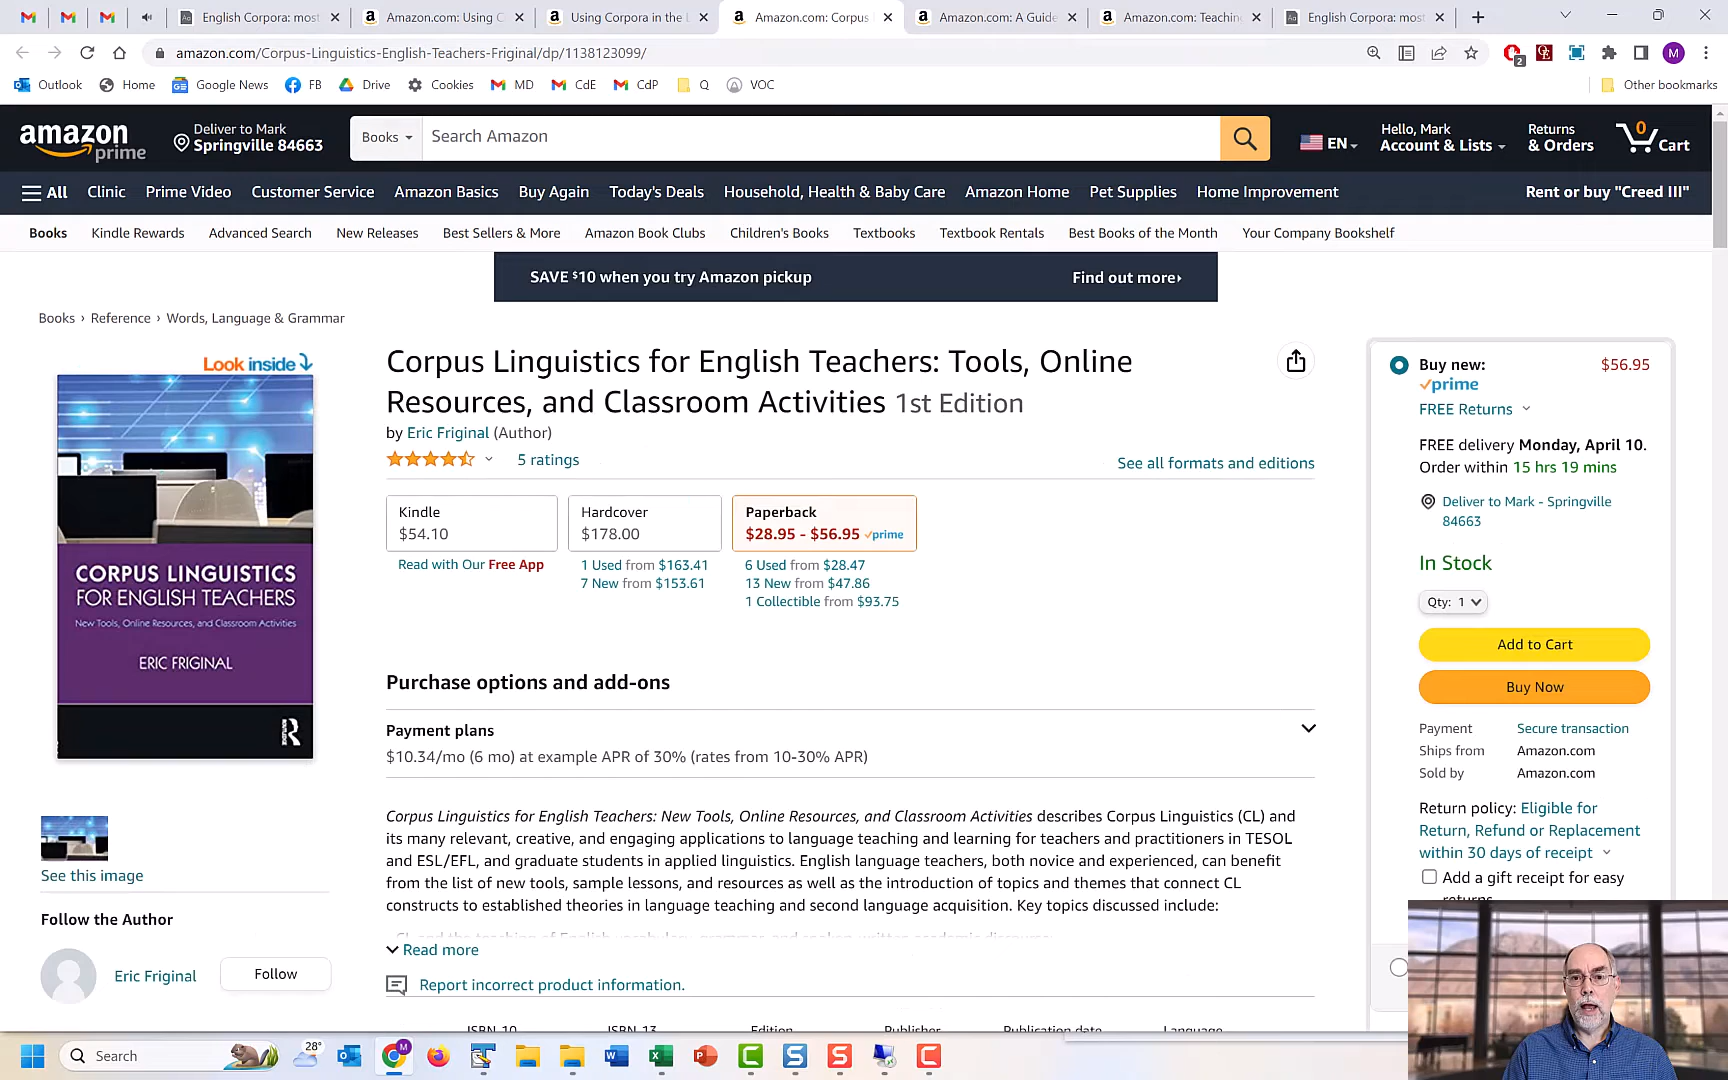 English Corpora: most
Amazon.com: Using C
Using Corpora in the L
Amazon.com: Corpus
Amazon.com: A Guide
Amazon.com: Teaching
English Corpora: most
amazon.com/Corpus-Linguistics-English-Teachers-Friginal/dp/1138123099/
2
M
Outlook Home Google News FB Drive Cookies MD CdE CdP Q VOC Other bookmarks
amazon prime
Deliver to Mark
Springville 84663
Books Search Amazon
EN
Hello, Mark
Account & Lists
Returns
& Orders
0 Cart
All Clinic Prime Video Customer Service Amazon Basics Buy Again Today's Deals Household, Health & Baby Care Amazon Home Pet Supplies Home Improvement Rent or buy "Creed III"
Books Kindle Rewards Advanced Search New Releases Best Sellers & More Amazon Book Clubs Children's Books Textbooks Textbook Rentals Best Books of the Month Your Company Bookshelf
SAVE $10 when you try Amazon pickup Find out more
Books › Reference › Words, Language & Grammar
Look inside
CORPUS LINGUISTICS
FOR ENGLISH TEACHERS
New Tools, Online Resources, and Classroom Activities
ERIC FRIGINAL
R
See this image
Follow the Author
Eric Friginal Follow
Corpus Linguistics for English Teachers: Tools, Online
Resources, and Classroom Activities 1st Edition
by Eric Friginal (Author)
5 ratings
See all formats and editions
Kindle
$54.10
Read with Our Free App
Hardcover
$178.00
1 Used from $163.41
7 New from $153.61
Paperback
$28.95 - $56.95 prime
6 Used from $28.47
13 New from $47.86
1 Collectible from $93.75
Purchase options and add-ons
Payment plans
$10.34/mo (6 mo) at example APR of 30% (rates from 10-30% APR)
Corpus Linguistics for English Teachers: New Tools, Online Resources, and Classroom Activities describes Corpus Linguistics (CL) and
its many relevant, creative, and engaging applications to language teaching and learning for teachers and practitioners in TESOL
and ESL/EFL, and graduate students in applied linguistics. English language teachers, both novice and experienced, can benefit
from the list of new tools, sample lessons, and resources as well as the introduction of topics and themes that connect CL
constructs to established theories in language teaching and second language acquisition. Key topics discussed include:
Read more
Report incorrect product information.
ISBN-10 ISBN-13 Edition Publisher Publication date Language
Buy new: $56.95
prime
FREE Returns
FREE delivery Monday, April 10.
Order within 15 hrs 19 mins
Deliver to Mark - Springville
84663
In Stock
Qty: 1
Add to Cart
Buy Now
Payment Secure transaction
Ships from Amazon.com
Sold by Amazon.com
Return policy: Eligible for
Return, Refund or Replacement
within 30 days of receipt
Add a gift receipt for easy
returns
Search
28°
M